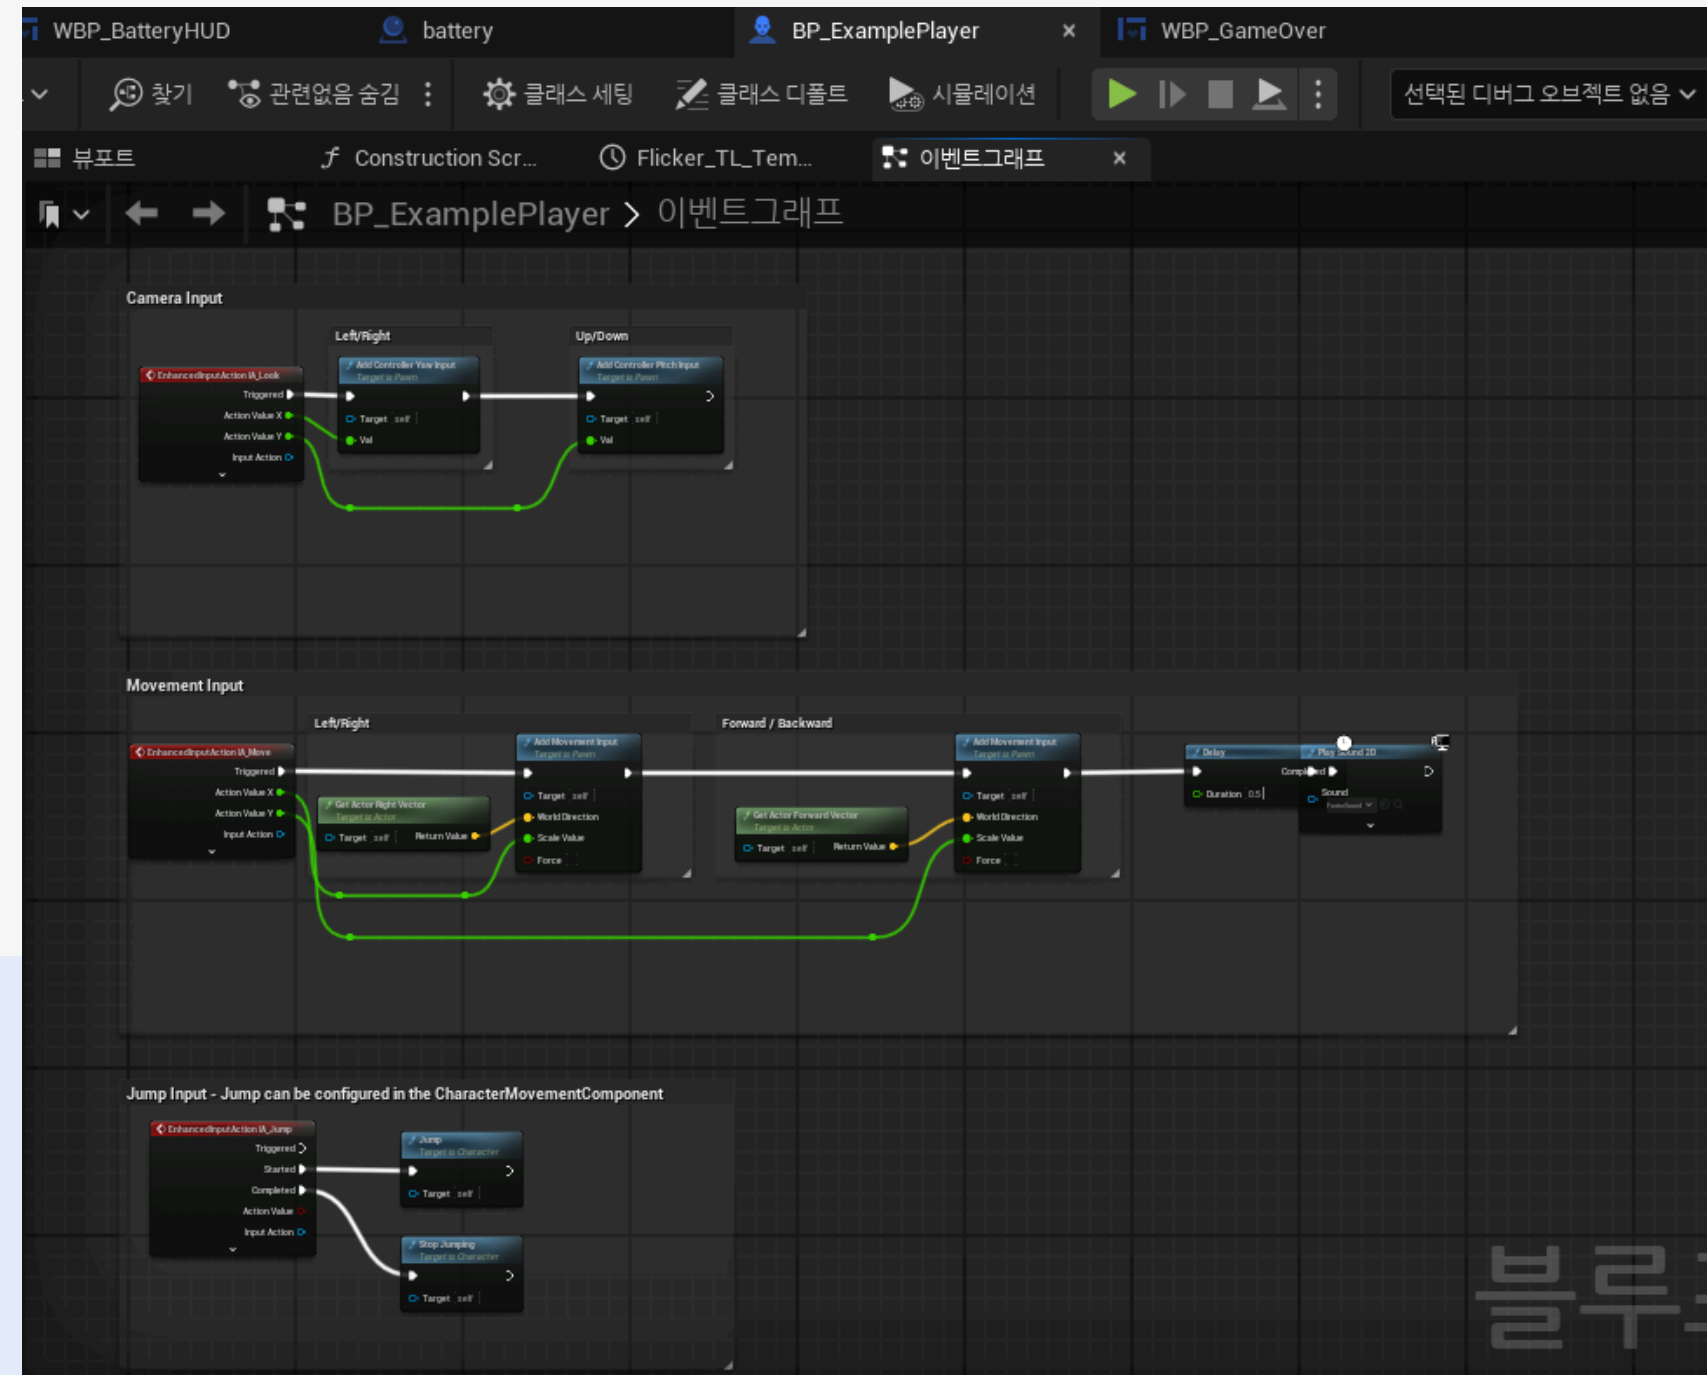 WBP_BatteryHUD
battery
BP_ExamplePlayer
WBP_GameOver
찾기
관련없음 숨김
클래스 세팅
클래스 디폴트
시뮬레이션
선택된 디버그 오브젝트 없음
뷰포트
Construction Scr...
Flicker_TL_Tem...
이벤트그래프
BP_ExamplePlayer > 이벤트그래프
Camera Input
Left/Right
Up/Down
EnhancedInputAction IA_Look
Triggered
Action Value X
Action Value Y
Input Action
Add Controller Yaw Input
Target is Pawn
Target self
Val
Add Controller Pitch Input
Target is Pawn
Target self
Val
Movement Input
Left/Right
Forward / Backward
EnhancedInputAction IA_Move
Triggered
Action Value X
Action Value Y
Input Action
Get Actor Right Vector
Target is Actor
Target self
Return Value
Add Movement Input
Target is Pawn
Target self
World Direction
Scale Value
Force
Get Actor Forward Vector
Target is Actor
Target self
Return Value
Add Movement Input
Target is Pawn
Target self
World Direction
Scale Value
Force
Delay
Completed
Duration 0.5
Play Sound 2D
Sound
Jump Input - Jump can be configured in the CharacterMovementComponent
EnhancedInputAction IA_Jump
Triggered
Started
Completed
Action Value
Input Action
Jump
Target is Character
Target self
Stop Jumping
Target is Character
Target self
블루